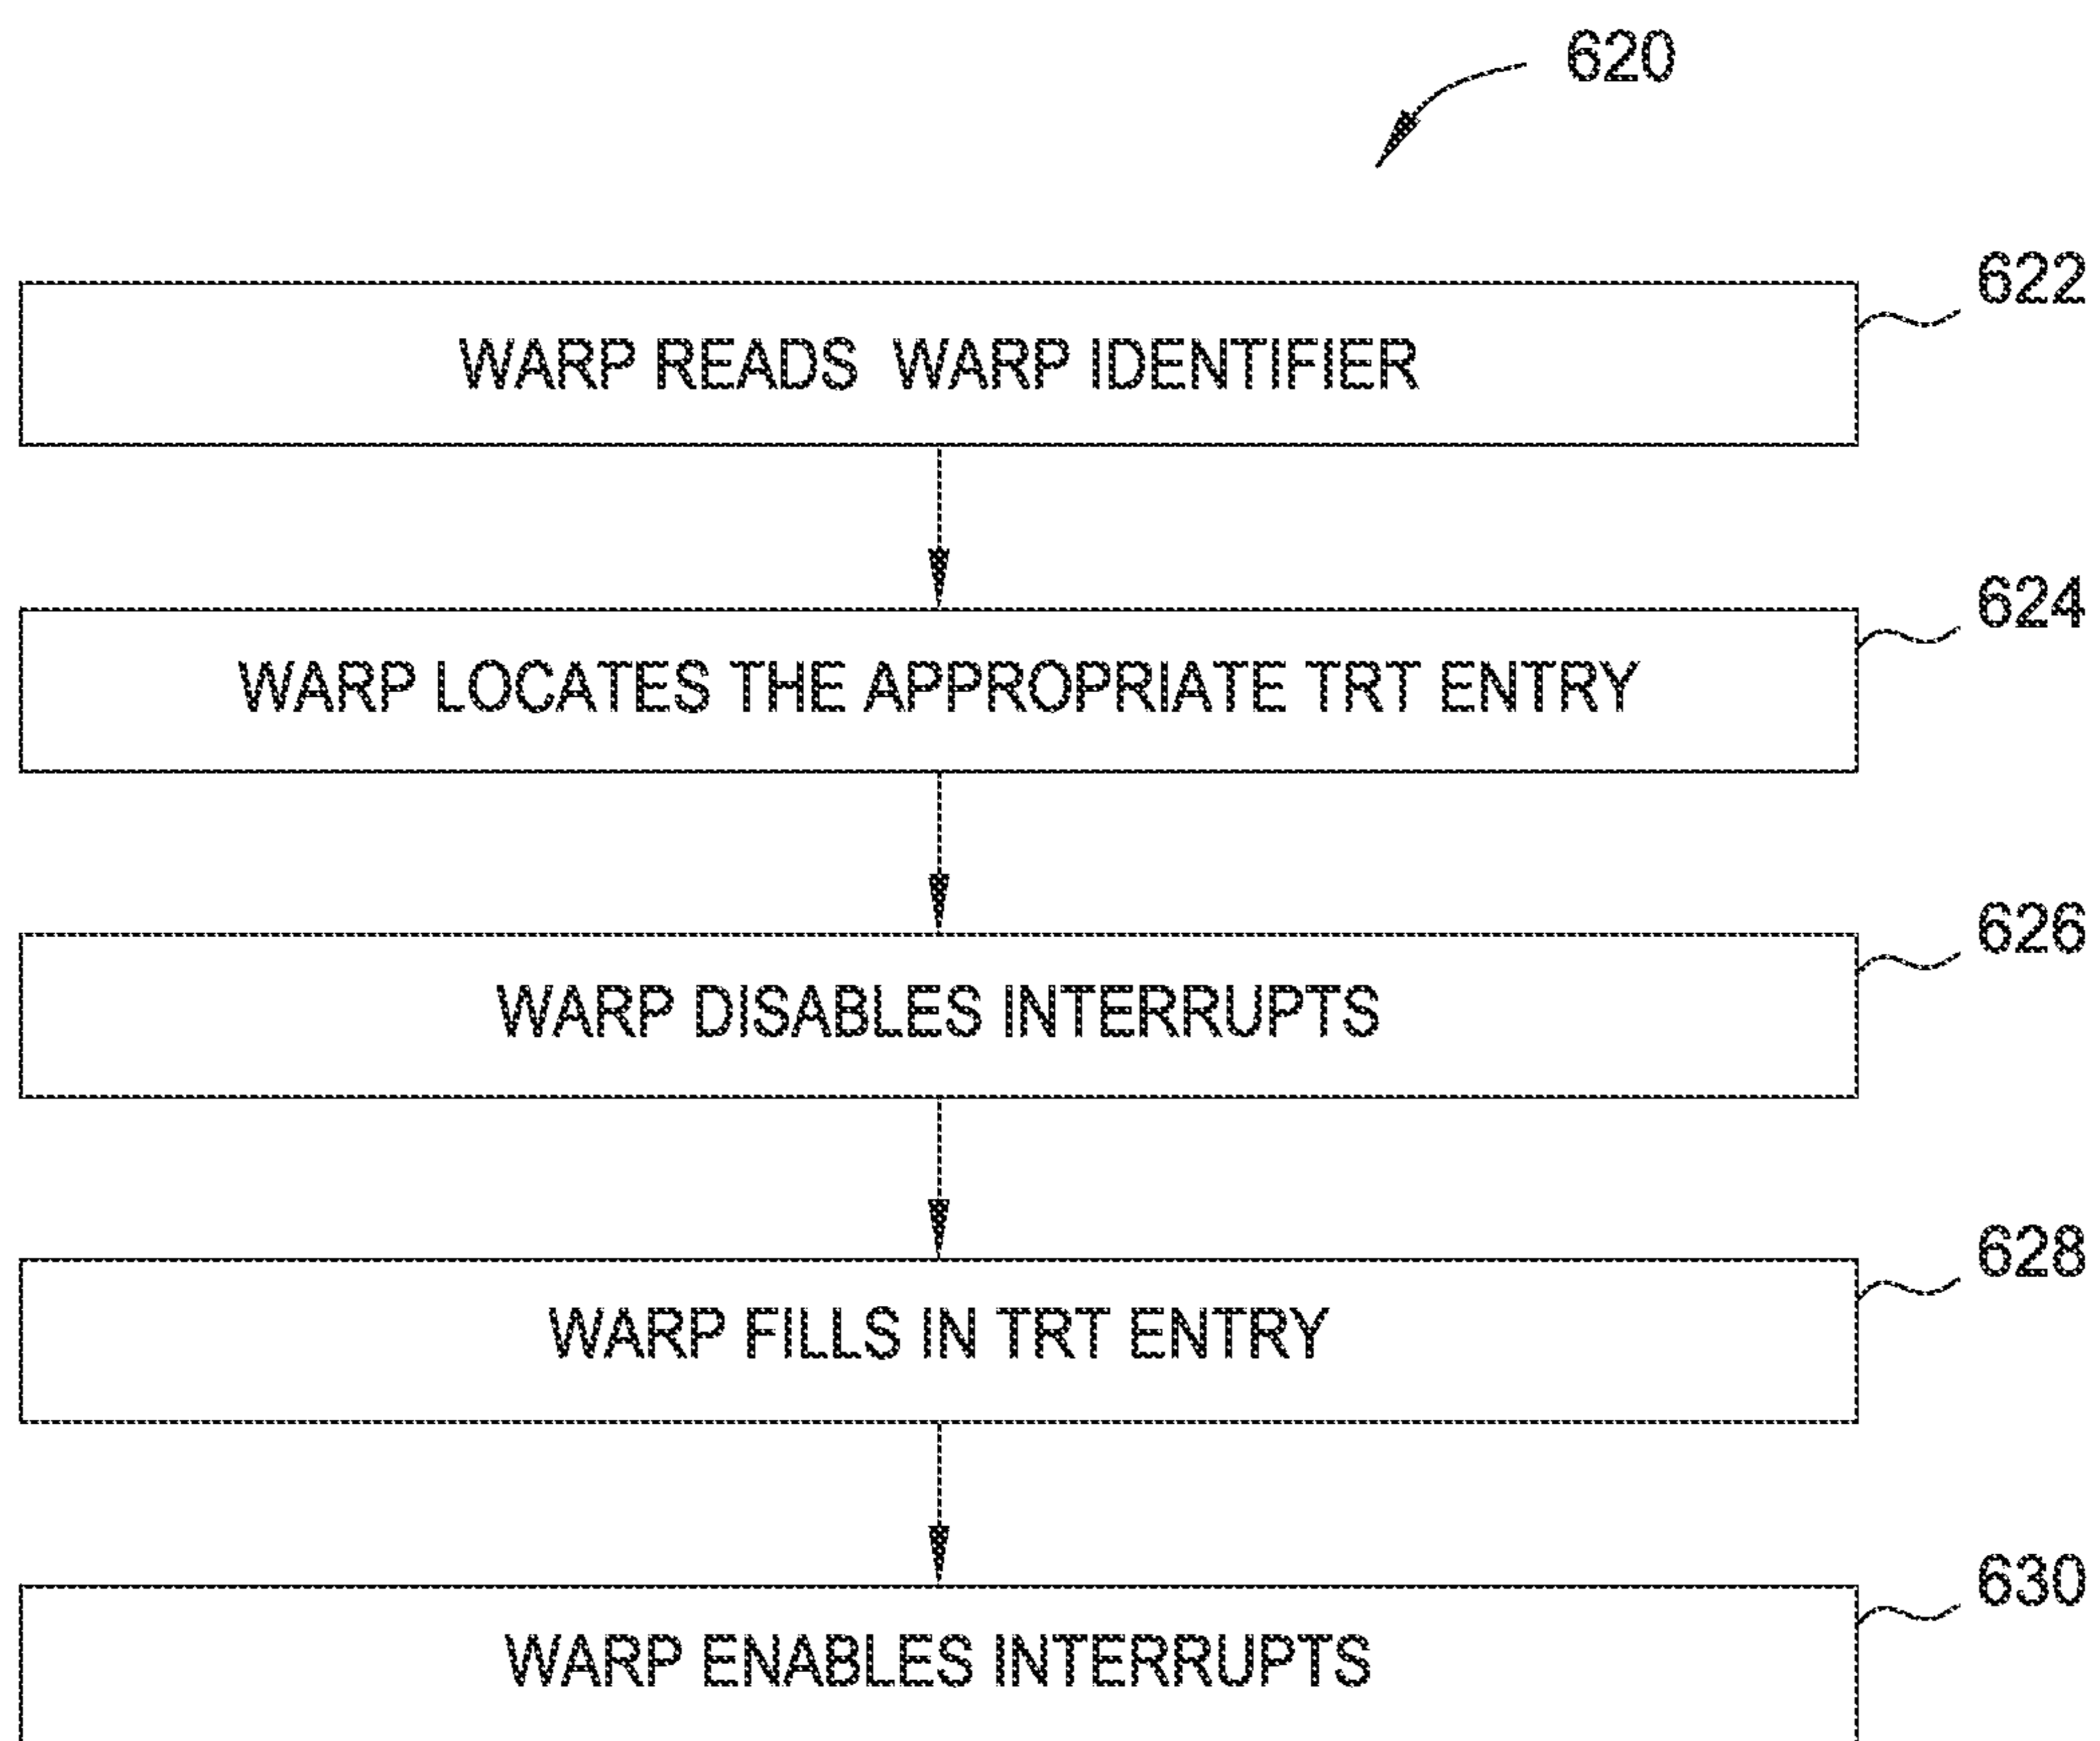 620
WARP READS WARP IDENTIFIER
622
WARP LOCATES THE APPROPRIATE TRT ENTRY
624
WARP DISABLES INTERRUPTS
626
WARP FILLS IN TRT ENTRY
628
WARP ENABLES INTERRUPTS
630